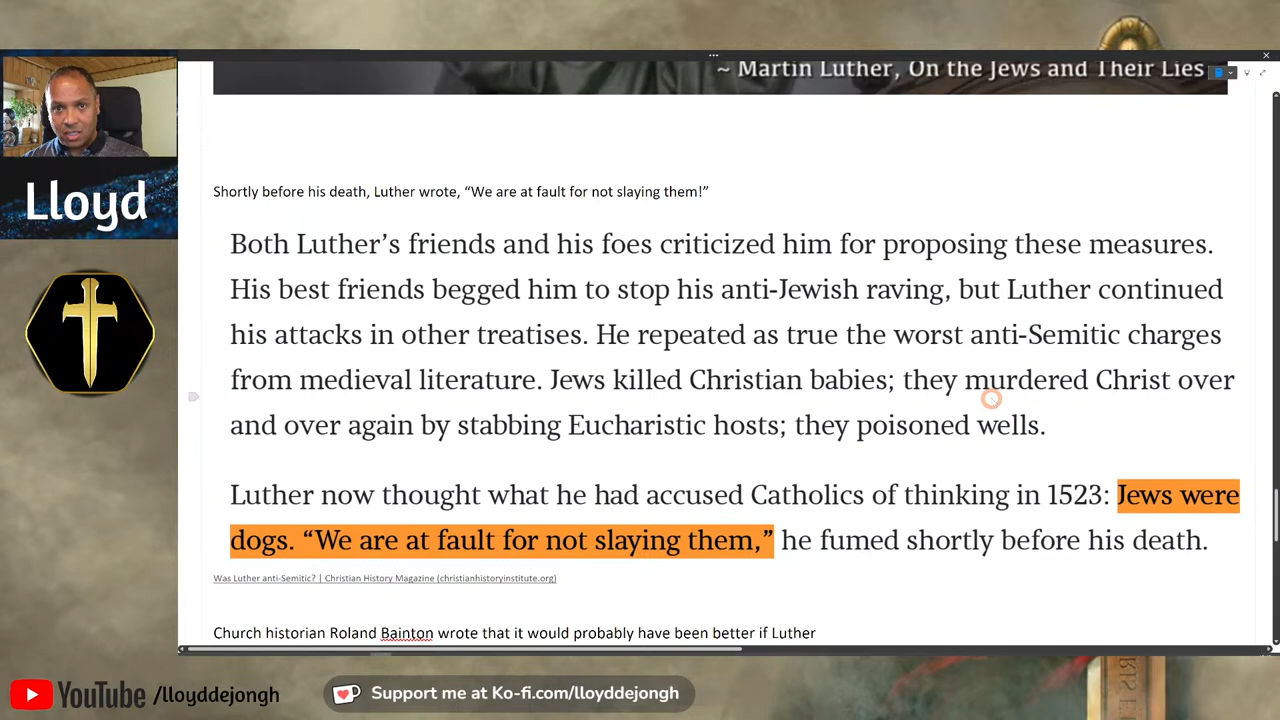 ~ Martin Luther, On the Jews and Their Lies
Lloyd
Shortly before his death, Luther wrote, “We are at fault for not slaying them!”
Both Luther’s friends and his foes criticized him for proposing these measures.
His best friends begged him to stop his anti-Jewish raving, but Luther continued
his attacks in other treatises. He repeated as true the worst anti-Semitic charges
from medieval literature. Jews killed Christian babies; they murdered Christ over
and over again by stabbing Eucharistic hosts; they poisoned wells.
Luther now thought what he had accused Catholics of thinking in 1523: Jews were
dogs. “We are at fault for not slaying them,” he fumed shortly before his death.
Was Luther anti-Semitic? | Christian History Magazine (christianhistoryinstitute.org)
Church historian Roland Bainton wrote that it would probably have been better if Luther
YouTube /lloyddejongh
Support me at Ko-fi.com/lloyddejongh